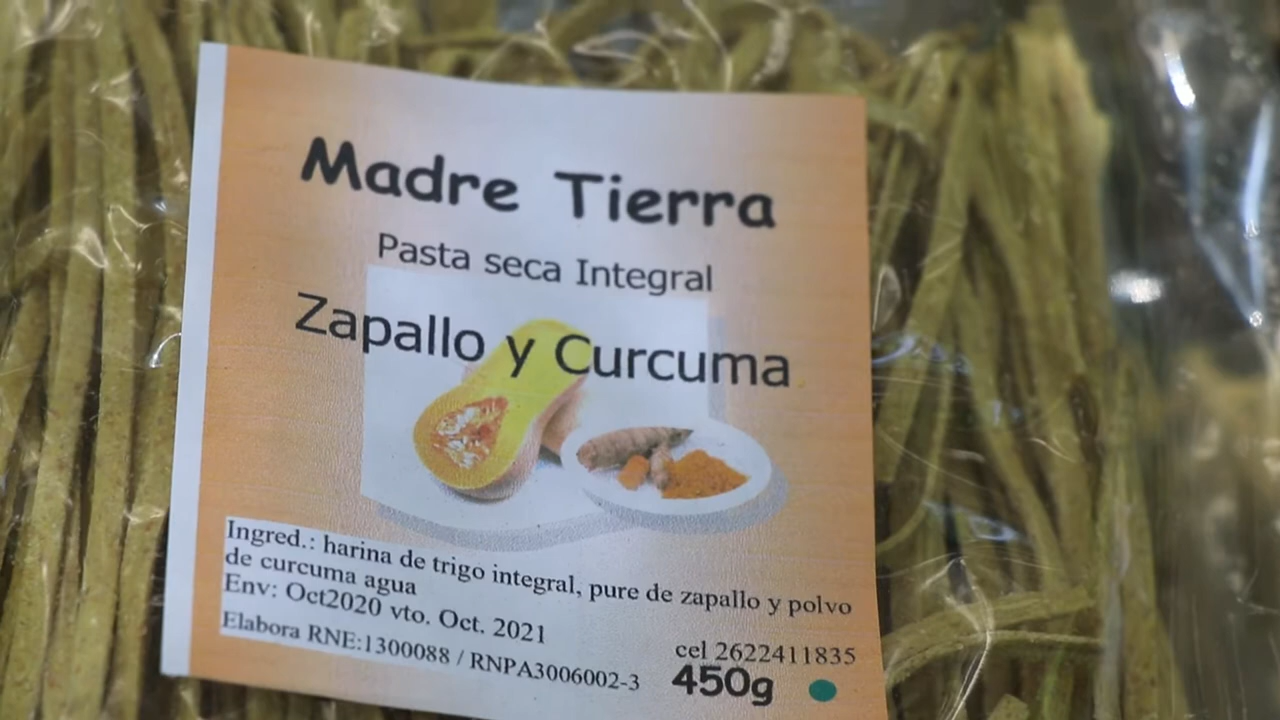 Madre Tierra
Pasta seca Integral
Zapallo y Curcuma
Ingred.: harina de trigo integral, pure de zapallo y polvo
de curcuma agua
Env: Oct2020 vto. Oct. 2021
Elabora RNE:1300088 / RNPA3006002-3
cel 2622411835
450g